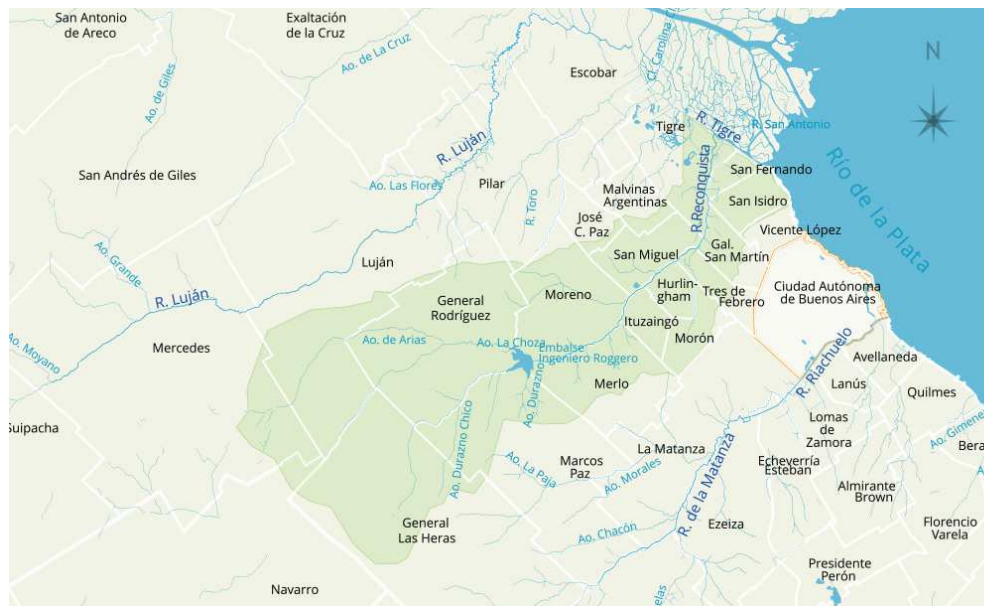 San Antonio
de Areco
Exaltación
de la Cruz
Ao. de La Cruz
Cl. Carolina
N
Ao. de Giles
Escobar
R. Tigre
R. San Antonio
Tigre
R. Luján
R.Reconquista
San Fernando
San Andrés de Giles
Ao. Las Flores
Pilar
R. Toro
Malvinas
Argentinas
San Isidro
Río de la Plata
José
C. Paz
Vicente López
Ao. Grande
Luján
San Miguel
Gal.
San Martín
R. Luján
General
Rodríguez
Moreno
Hurlin-
gham
Tres de
Febrero
Ciudad Autónoma
de Buenos Aires
Ituzaingó
Ao. Moyano
Mercedes
Ao. de Arias
Ao. La Choza
Embalse
Ingeniero Roggero
Morón
R. Riachuelo
Avellaneda
Ao. Durazno
Merlo
Lanús
Quilmes
Ao. Durazno Chico
Suipacha
Lomas
de
Zamora
Ao. Gimene
Bera
La Matanza
Ao. La Paja
Marcos
Paz
Ao. Morales
R. de la Matanza
Echeverría
Esteban
Almirante
Brown
General
Las Heras
Ao. Chacón
Ezeiza
Florencio
Varela
Presidente
Perón
Navarro
elas